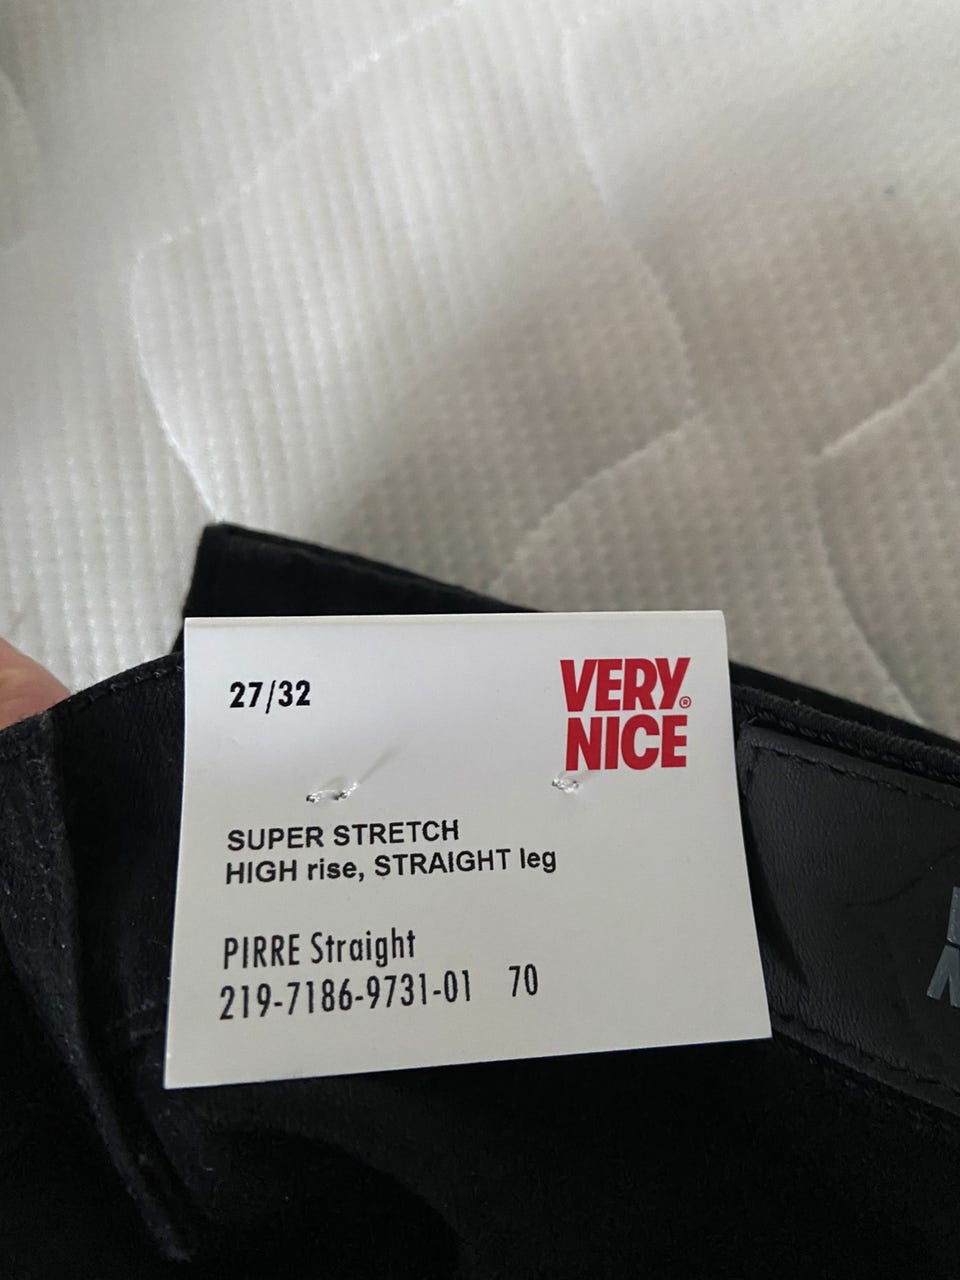 27/32
VERY®
NICE
SUPER STRETCH
HIGH rise, STRAIGHT leg
PIRRE Straight
219-7186-9731-01 70